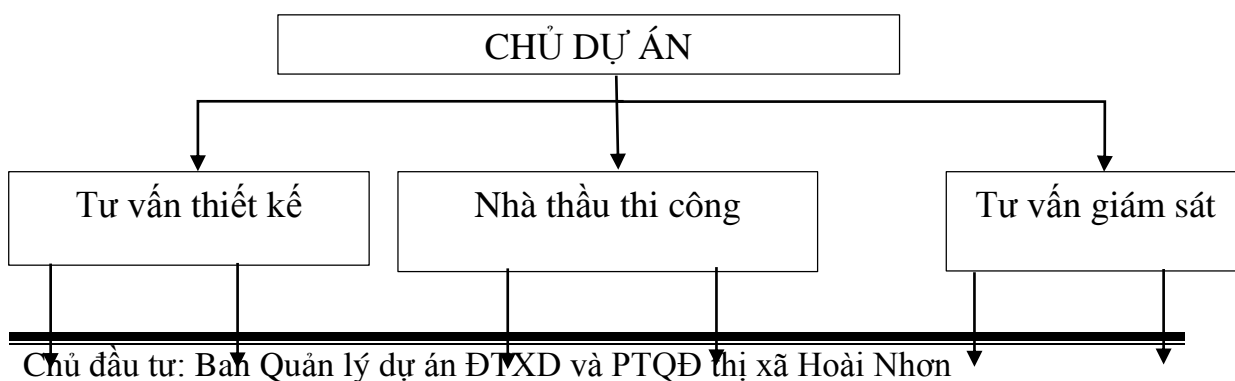 CHỦ DỰ ÁN
Tư vấn thiết kế
Nhà thầu thi công
Tư vấn giám sát
Chủ đầu tư: Ban Quản lý dự án ĐTXD và PTQĐ thị xã Hoài Nhơn